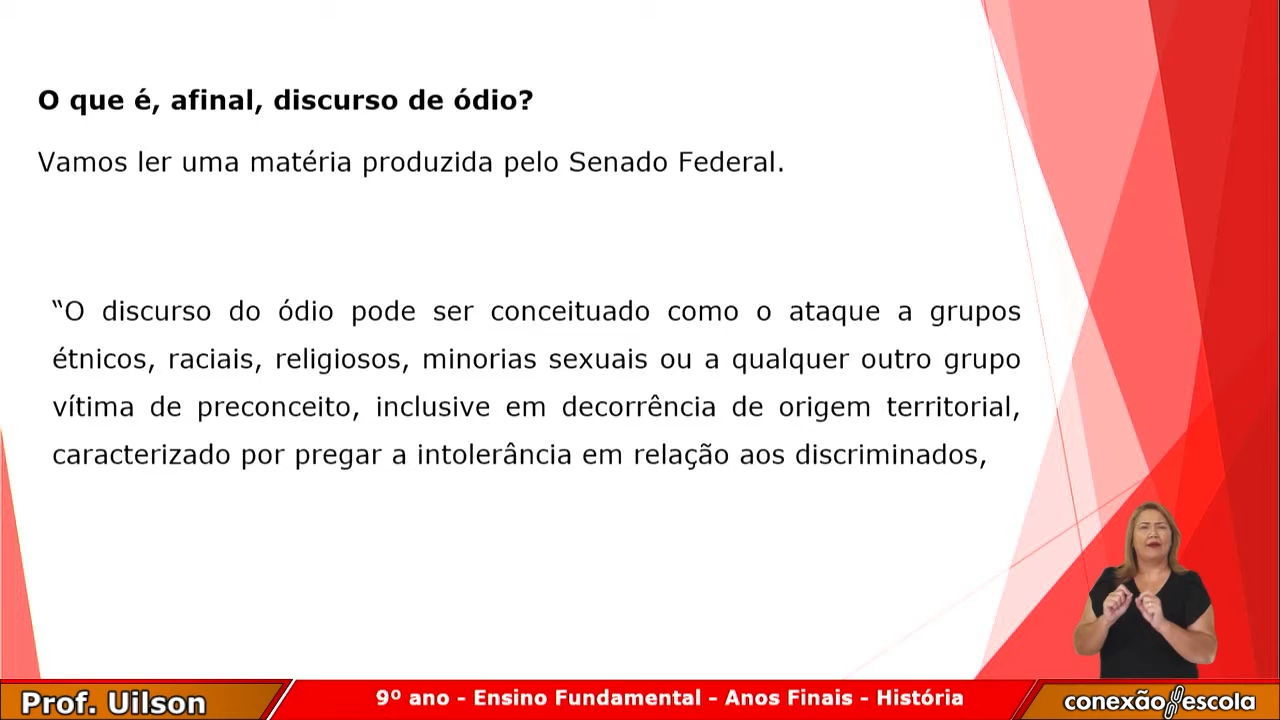 O que é, afinal, discurso de ódio?
Vamos ler uma matéria produzida pelo Senado Federal.
“O discurso do ódio pode ser conceituado como o ataque a grupos
étnicos, raciais, religiosos, minorias sexuais ou a qualquer outro grupo
vítima de preconceito, inclusive em decorrência de origem territorial,
caracterizado por pregar a intolerância em relação aos discriminados,
Prof. Uilson
9º ano – Ensino Fundamental – Anos Finais – História
conexão escola